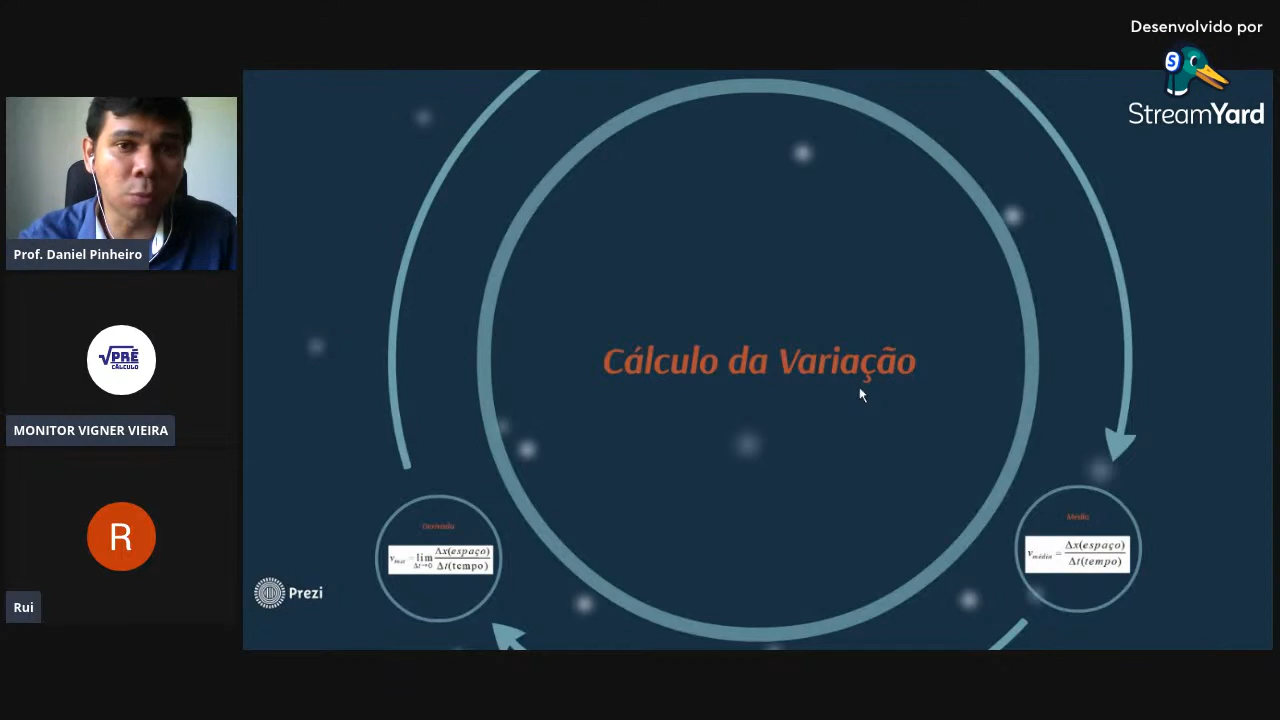 Desenvolvido por
StreamYard
Prof. Daniel Pinheiro
√PRÉ
CÁLCULO
MONITOR VIGNER VIEIRA
R
Rui
Cálculo da Variação
Derivada
v_inst = lim Δt→0 Δx(espaço) / Δt(tempo)
Média
v_média = Δx(espaço) / Δt(tempo)
Prezi